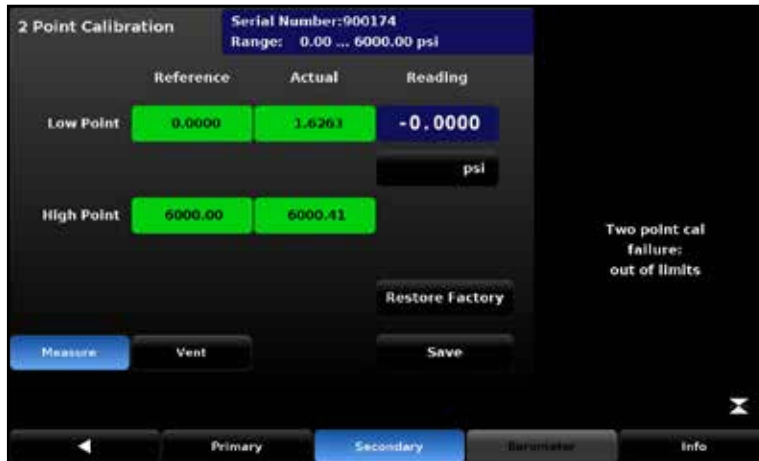 2 Point Calibration
Serial Number:900174
Range: 0.00 ... 6000.00 psi
Reference Actual Reading
Low Point 0.0000 1.6263 -0.0000
psi
High Point 6000.00 6000.41
Two point cal
failure:
out of limits
Restore Factory
Measure Vent Save
Primary Secondary Barometer Info